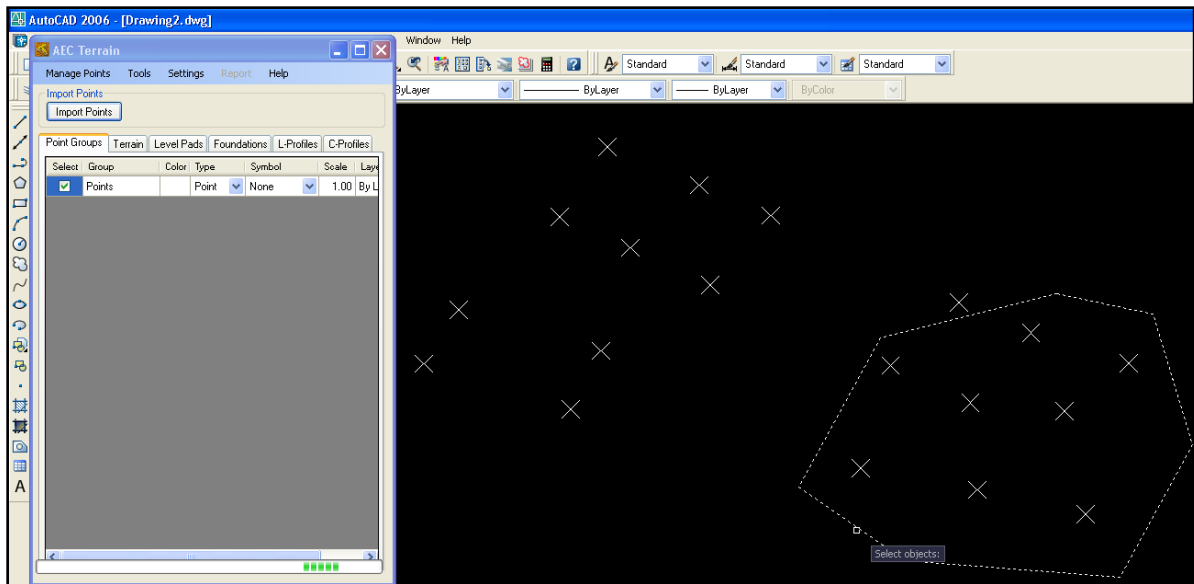 AutoCAD 2006 - [Drawing2.dwg]
Window Help
AEC Terrain
Standard Standard Standard
Manage Points Tools Settings Report Help
ByLayer ByLayer ByLayer ByColor
Import Points
Import Points
Point Groups Terrain Level Pads Foundations L-Profiles C-Profiles
Select Group Color Type Symbol Scale Laye
Points Point None 1.00 By L
A
Select objects: